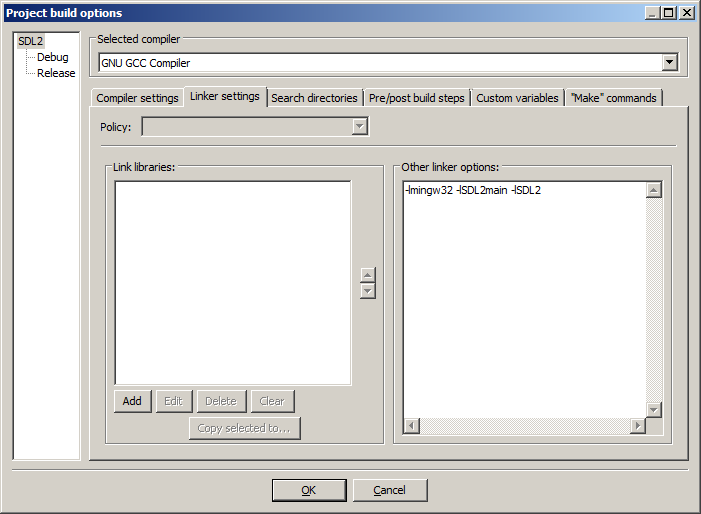 Project build options
SDL2
Debug
Release
Selected compiler
GNU GCC Compiler
Compiler settings
Linker settings
Search directories
Pre/post build steps
Custom variables
"Make" commands
Policy:
Link libraries:
Other linker options:
-lmingw32 -lSDL2main -lSDL2
Add
Edit
Delete
Clear
Copy selected to...
OK
Cancel